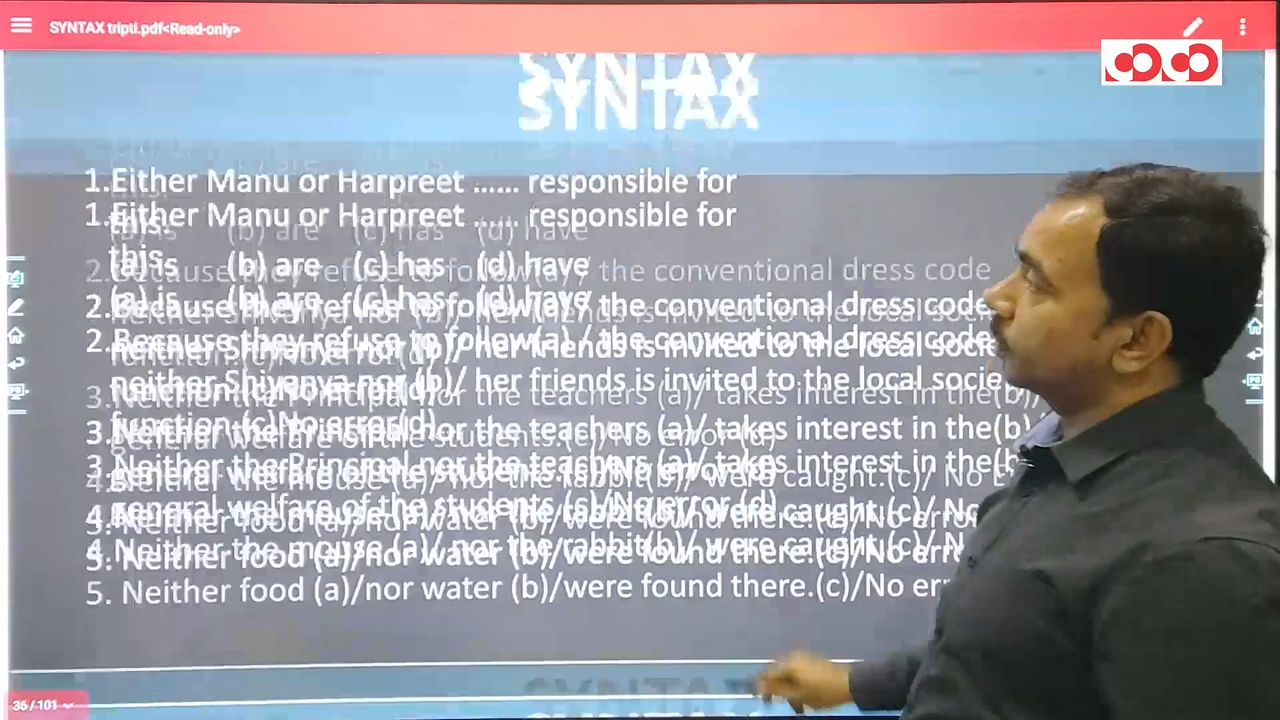 SYNTAX tripti.pdf<Read-only>
SYNTAX
1.Either Manu or Harpreet ...... responsible for
this.
(a) is (b) are (c) has (d) have
2. Because they refuse to follow(a) / the conventional dress code
neither Shivanya nor (b)/ her friends is invited to the local
function.(c)No error(d)
3.Neither the Principal nor the teachers (a)/ takes interest in the(b)/
general welfare of the students.(c)/No error (d)
4.Neither the mouse (a)/ nor the rabbit(b)/ were caught.(c)/ No
5. Neither food (a)/nor water (b)/were found there.(c)/No error
36 / 101